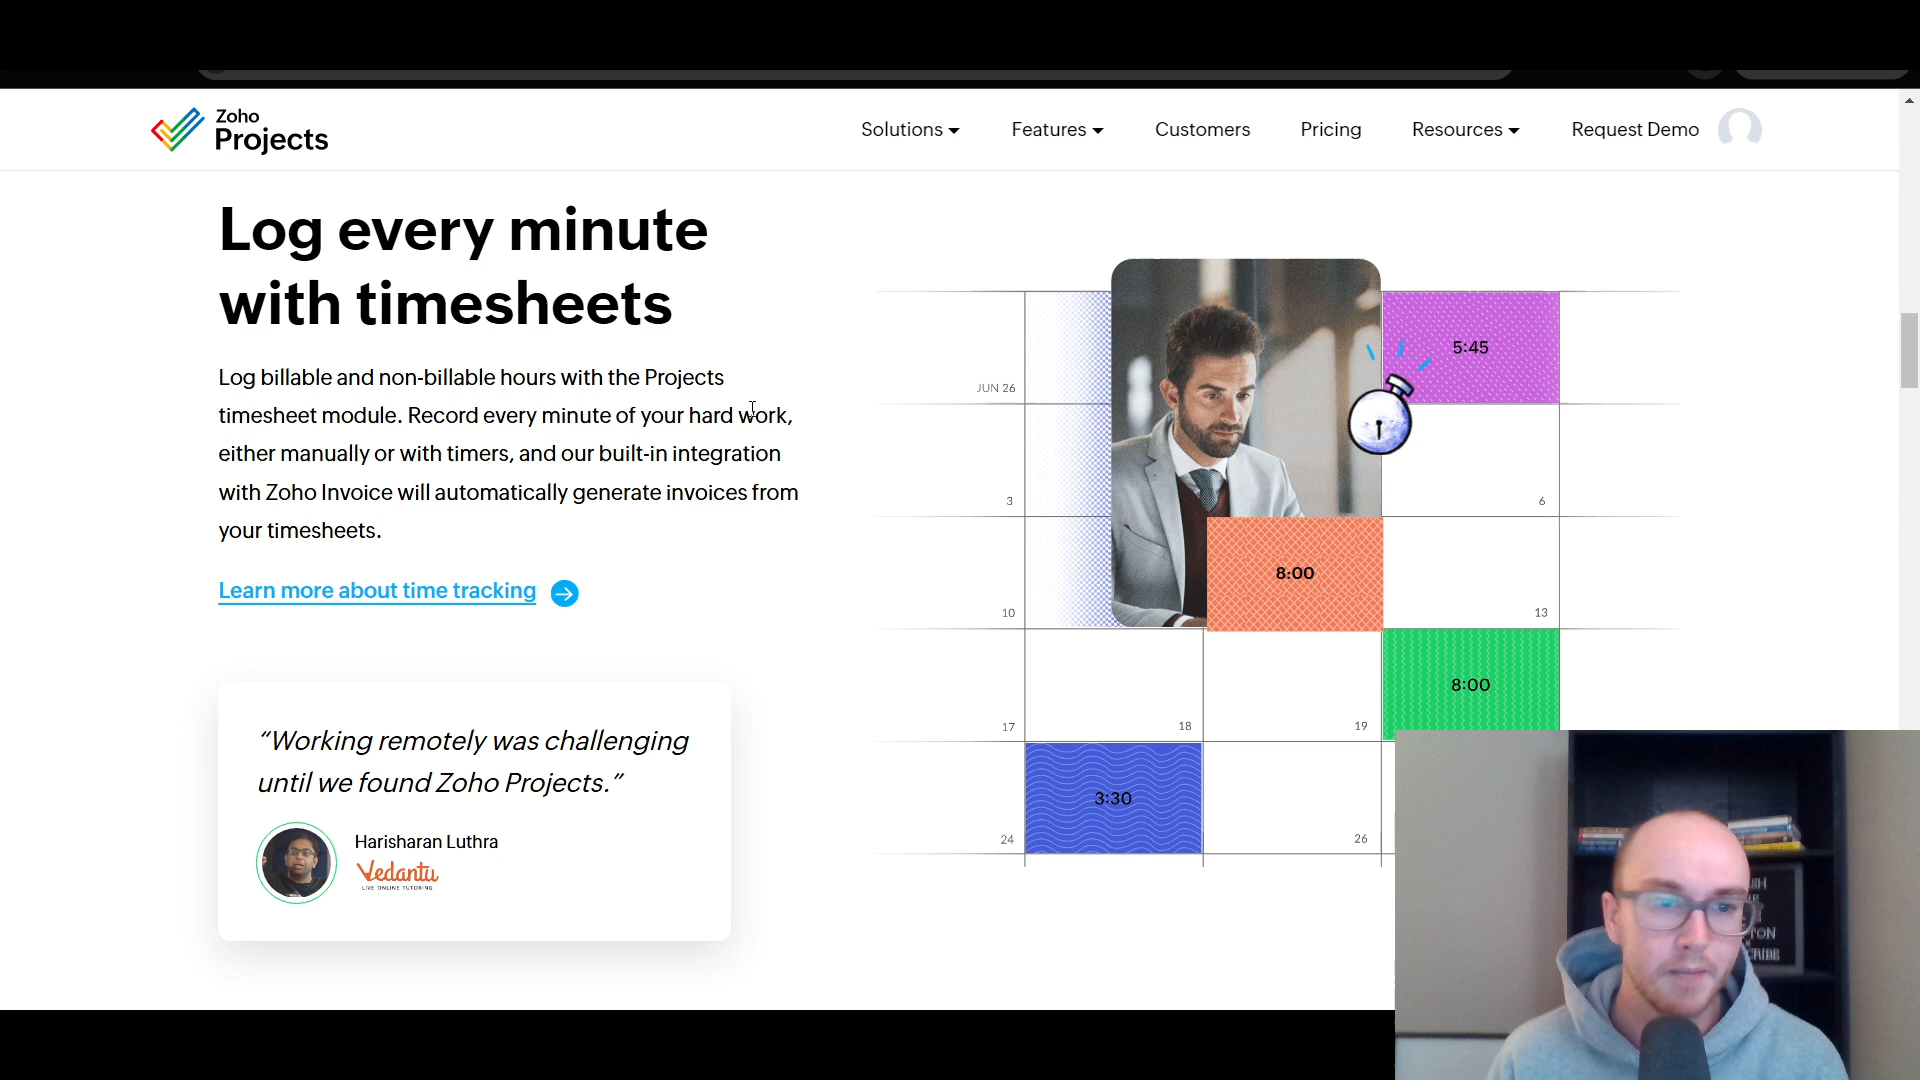 Zoho
Projects
Solutions
Features
Customers
Pricing
Resources
Request Demo
Log every minute
with timesheets
Log billable and non-billable hours with the Projects
timesheet module. Record every minute of your hard work,
either manually or with timers, and our built-in integration
with Zoho Invoice will automatically generate invoices from
your timesheets.
Learn more about time tracking
“Working remotely was challenging
until we found Zoho Projects.”
Harisharan Luthra
Vedantu
LIVE ONLINE TUTORING
5:45
JUN 26
3
6
8:00
10
13
8:00
17
18
19
3:30
24
26